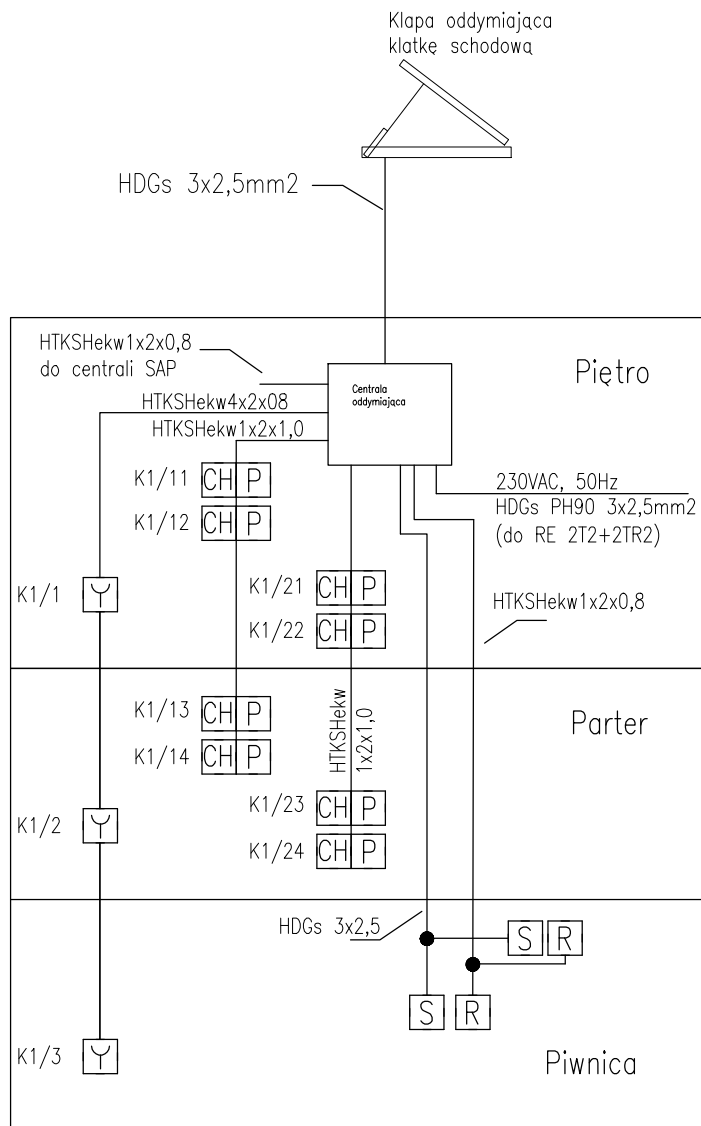 Klapa oddymiająca
klatkę schodową
HDGs 3x2,5mm2
HTKSHekw1x2x0,8
do centrali SAP
Piętro
Centrala
oddymiająca
HTKSHekw4x2x08
HTKSHekw1x2x1,0
K1/11 CH P
K1/12 CH P
230VAC, 50Hz
HDGs PH90 3x2,5mm2
(do RE 2T2+2TR2)
K1/1
K1/21 CH P
K1/22 CH P
HTKSHekw1x2x0,8
K1/13 CH P
K1/14 CH P
Parter
HTKSHekw
1x2x1,0
K1/2
K1/23 CH P
K1/24 CH P
HDGs 3x2,5
S R
S R
K1/3
Piwnica